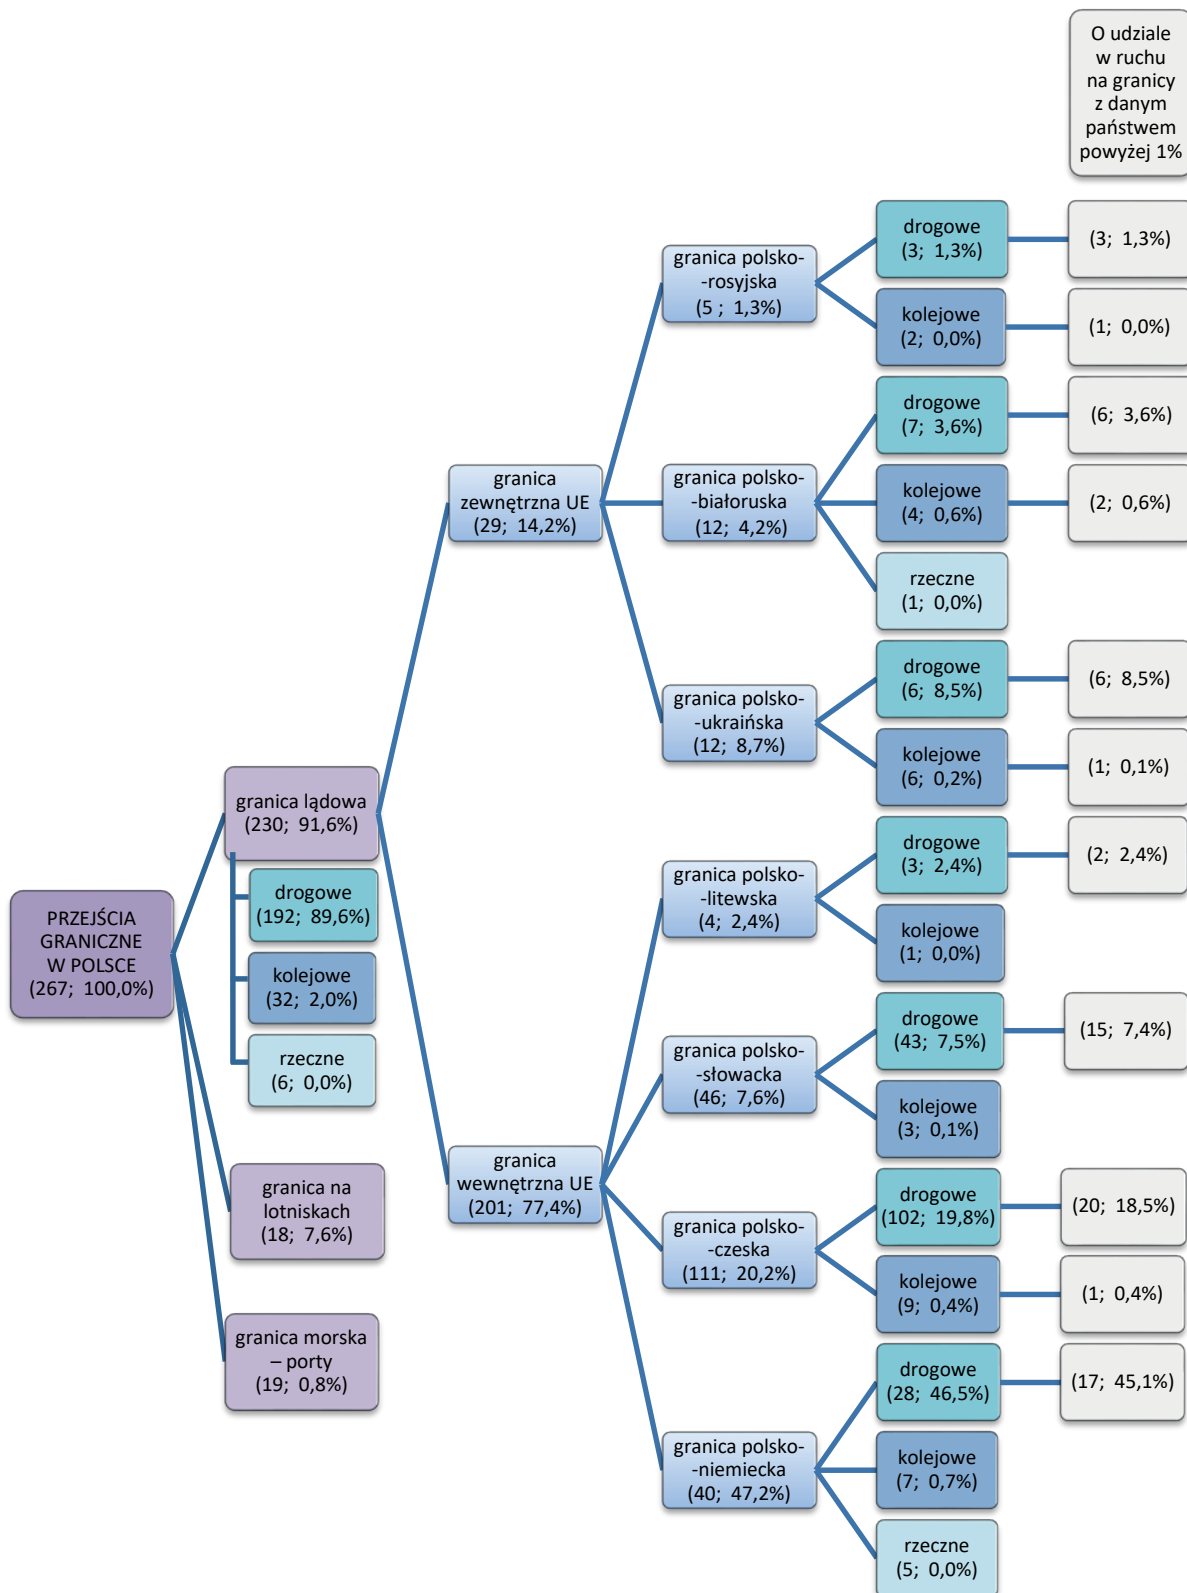 O udziale
w ruchu
na granicy
z danym
państwem
powyżej 1%
PRZEJŚCIA
GRANICZNE
W POLSCE
(267; 100,0%)
granica lądowa
(230; 91,6%)
drogowe
(192; 89,6%)
kolejowe
(32; 2,0%)
rzeczne
(6; 0,0%)
granica na
lotniskach
(18; 7,6%)
granica morska
– porty
(19; 0,8%)
granica
zewnętrzna UE
(29; 14,2%)
granica polsko-
-rosyjska
(5 ; 1,3%)
drogowe
(3; 1,3%)
(3; 1,3%)
kolejowe
(2; 0,0%)
(1; 0,0%)
granica polsko-
-białoruska
(12; 4,2%)
drogowe
(7; 3,6%)
(6; 3,6%)
kolejowe
(4; 0,6%)
(2; 0,6%)
rzeczne
(1; 0,0%)
granica polsko-
-ukraińska
(12; 8,7%)
drogowe
(6; 8,5%)
(6; 8,5%)
kolejowe
(6; 0,2%)
(1; 0,1%)
granica
wewnętrzna UE
(201; 77,4%)
granica polsko-
-litewska
(4; 2,4%)
drogowe
(3; 2,4%)
(2; 2,4%)
kolejowe
(1; 0,0%)
granica polsko-
-słowacka
(46; 7,6%)
drogowe
(43; 7,5%)
(15; 7,4%)
kolejowe
(3; 0,1%)
granica polsko-
-czeska
(111; 20,2%)
drogowe
(102; 19,8%)
(20; 18,5%)
kolejowe
(9; 0,4%)
(1; 0,4%)
granica polsko-
-niemiecka
(40; 47,2%)
drogowe
(28; 46,5%)
(17; 45,1%)
kolejowe
(7; 0,7%)
rzeczne
(5; 0,0%)